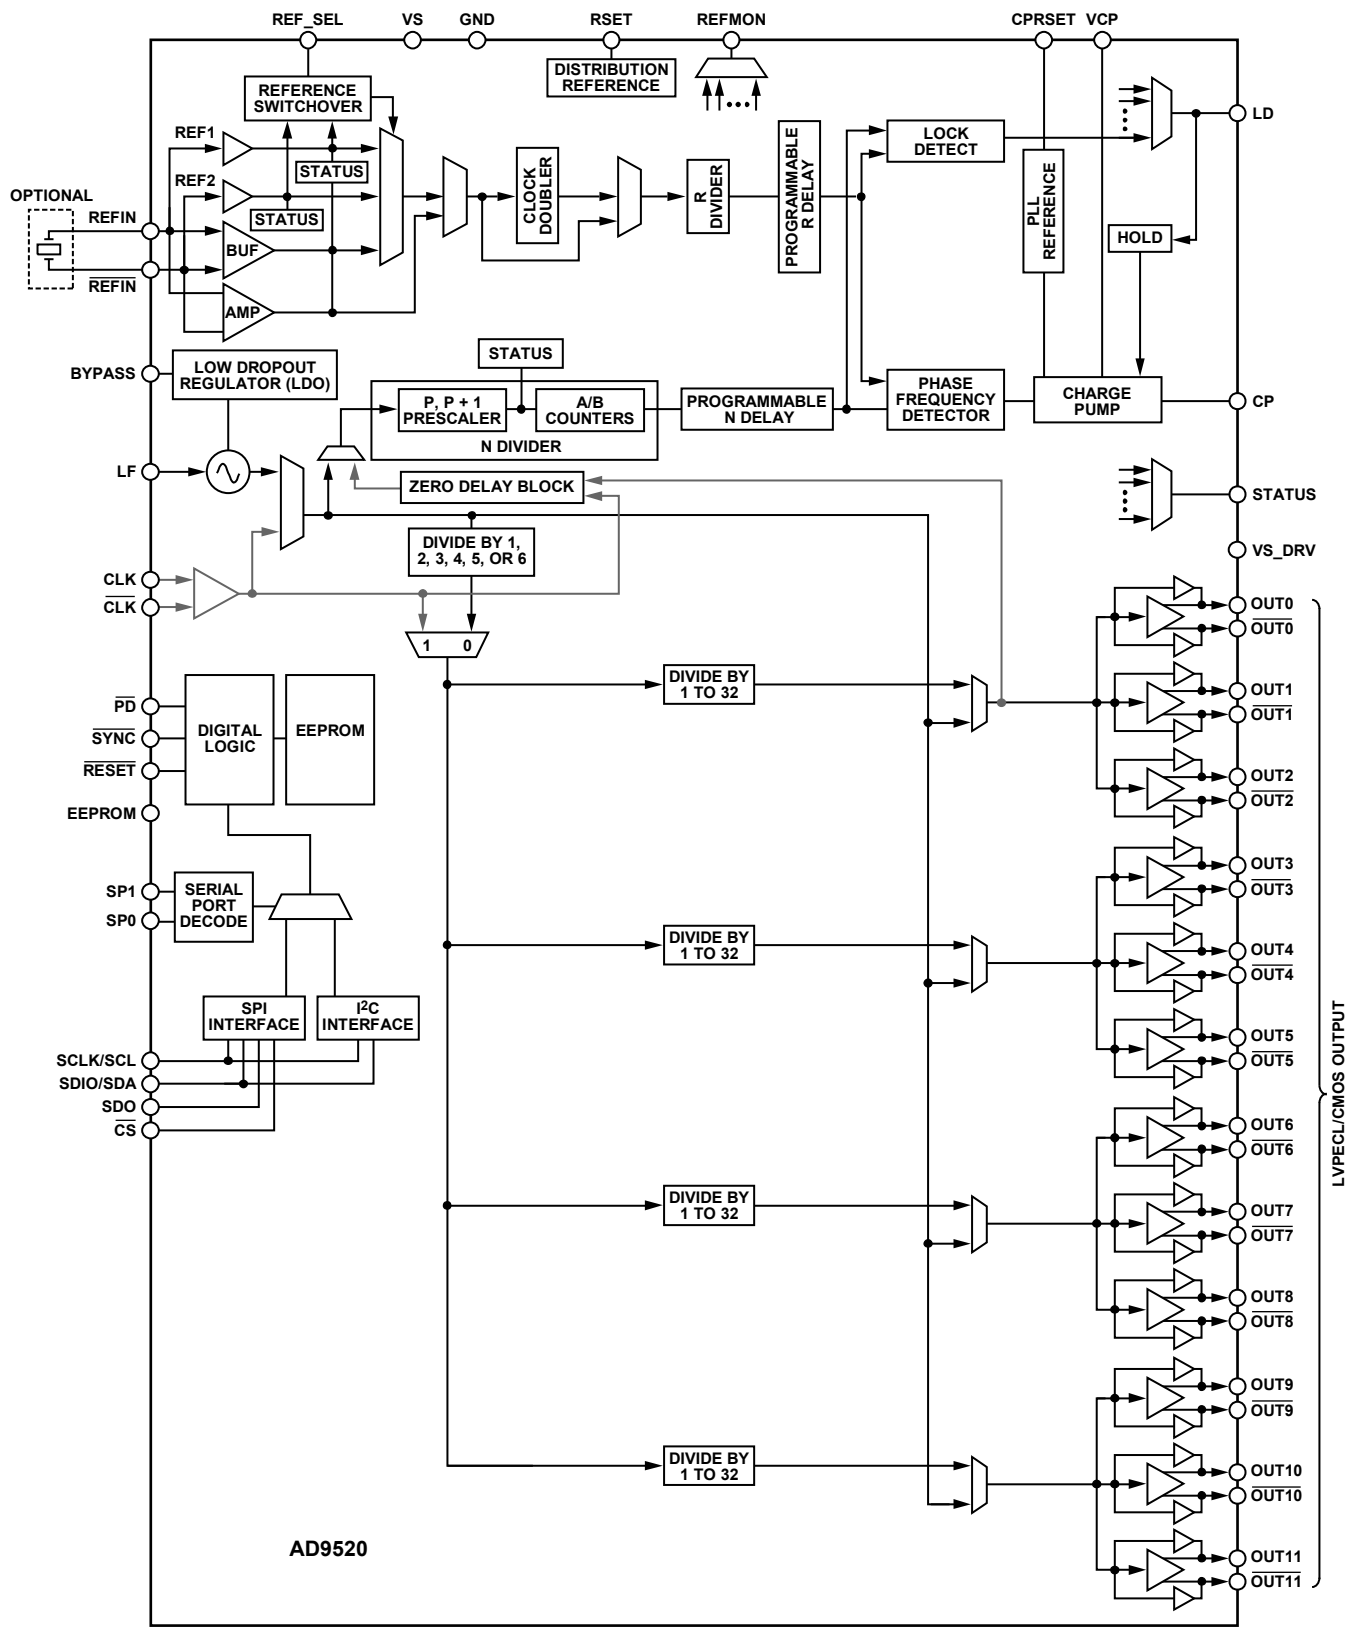 REF_SEL
VS
GND
RSET
REFMON
CPRSET
VCP
DISTRIBUTION
REFERENCE
REFERENCE
SWITCHOVER
REF1
REF2
STATUS
STATUS
OPTIONAL
REFIN
REFIN
BUF
AMP
CLOCK
DOUBLER
R
DIVIDER
PROGRAMMABLE
R DELAY
LOCK
DETECT
PLL
REFERENCE
LD
HOLD
BYPASS
LOW DROPOUT
REGULATOR (LDO)
STATUS
P, P + 1
PRESCALER
A/B
COUNTERS
N DIVIDER
PROGRAMMABLE
N DELAY
PHASE
FREQUENCY
DETECTOR
CHARGE
PUMP
CP
LF
ZERO DELAY BLOCK
STATUS
DIVIDE BY 1,
2, 3, 4, 5, OR 6
VS_DRV
CLK
CLK
1 0
OUT0
OUT0
DIVIDE BY
1 TO 32
OUT1
OUT1
PD
SYNC
RESET
DIGITAL
LOGIC
EEPROM
OUT2
OUT2
EEPROM
SP1
SP0
SERIAL
PORT
DECODE
OUT3
OUT3
DIVIDE BY
1 TO 32
OUT4
OUT4
SPI
INTERFACE
I2C
INTERFACE
OUT5
OUT5
SCLK/SCL
SDIO/SDA
SDO
CS
LVPECL/CMOS OUTPUT
OUT6
OUT6
DIVIDE BY
1 TO 32
OUT7
OUT7
OUT8
OUT8
OUT9
OUT9
DIVIDE BY
1 TO 32
OUT10
OUT10
AD9520
OUT11
OUT11